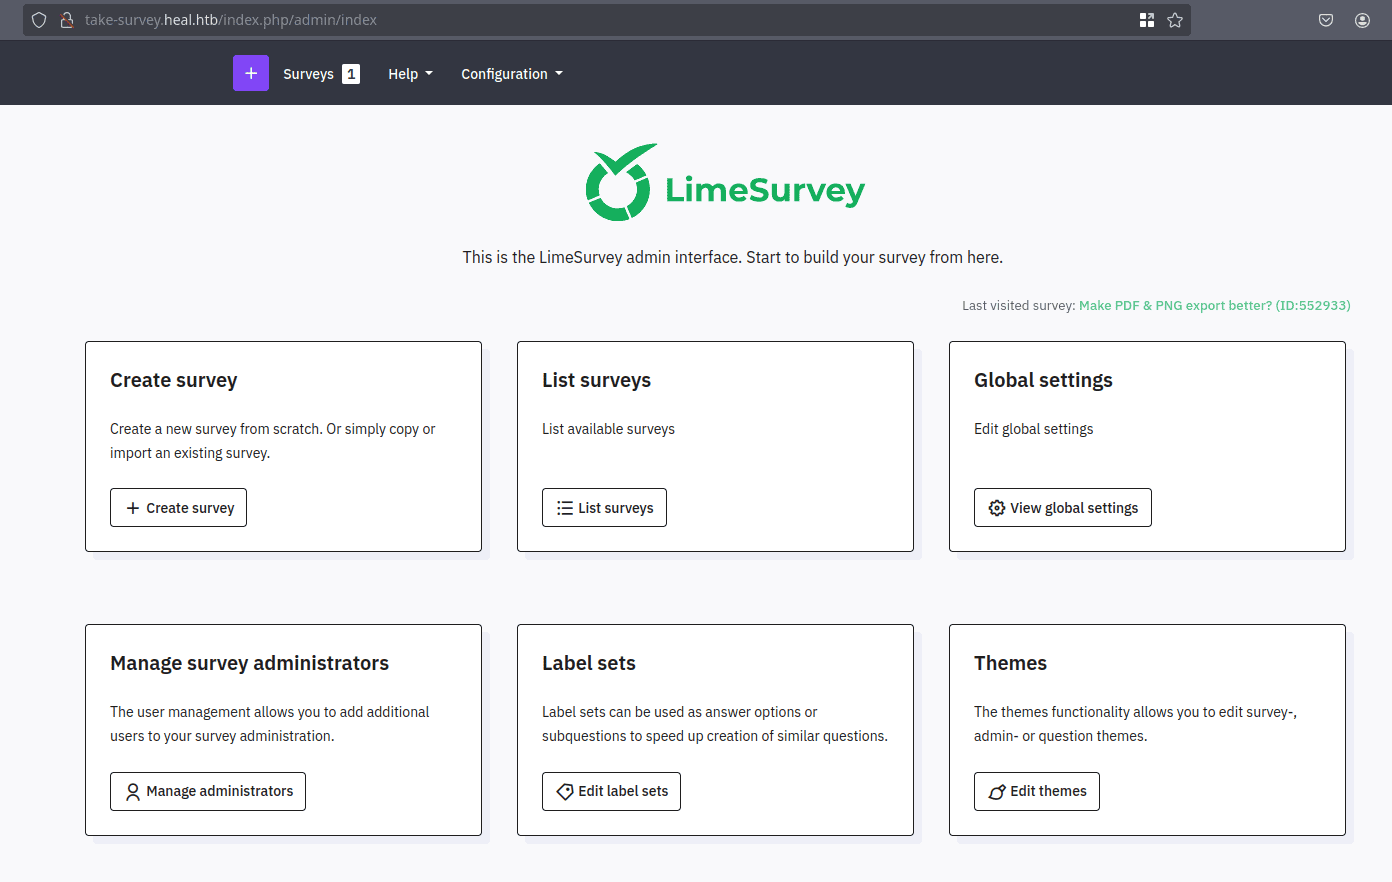 take-survey.heal.htb/index.php/admin/index
+ Surveys 1 Help Configuration
LimeSurvey
This is the LimeSurvey admin interface. Start to build your survey from here.
Last visited survey: Make PDF & PNG export better? (ID:552933)
Create survey
Create a new survey from scratch. Or simply copy or
import an existing survey.
+ Create survey
List surveys
List available surveys
List surveys
Global settings
Edit global settings
View global settings
Manage survey administrators
The user management allows you to add additional
users to your survey administration.
Manage administrators
Label sets
Label sets can be used as answer options or
subquestions to speed up creation of similar questions.
Edit label sets
Themes
The themes functionality allows you to edit survey-,
admin- or question themes.
Edit themes